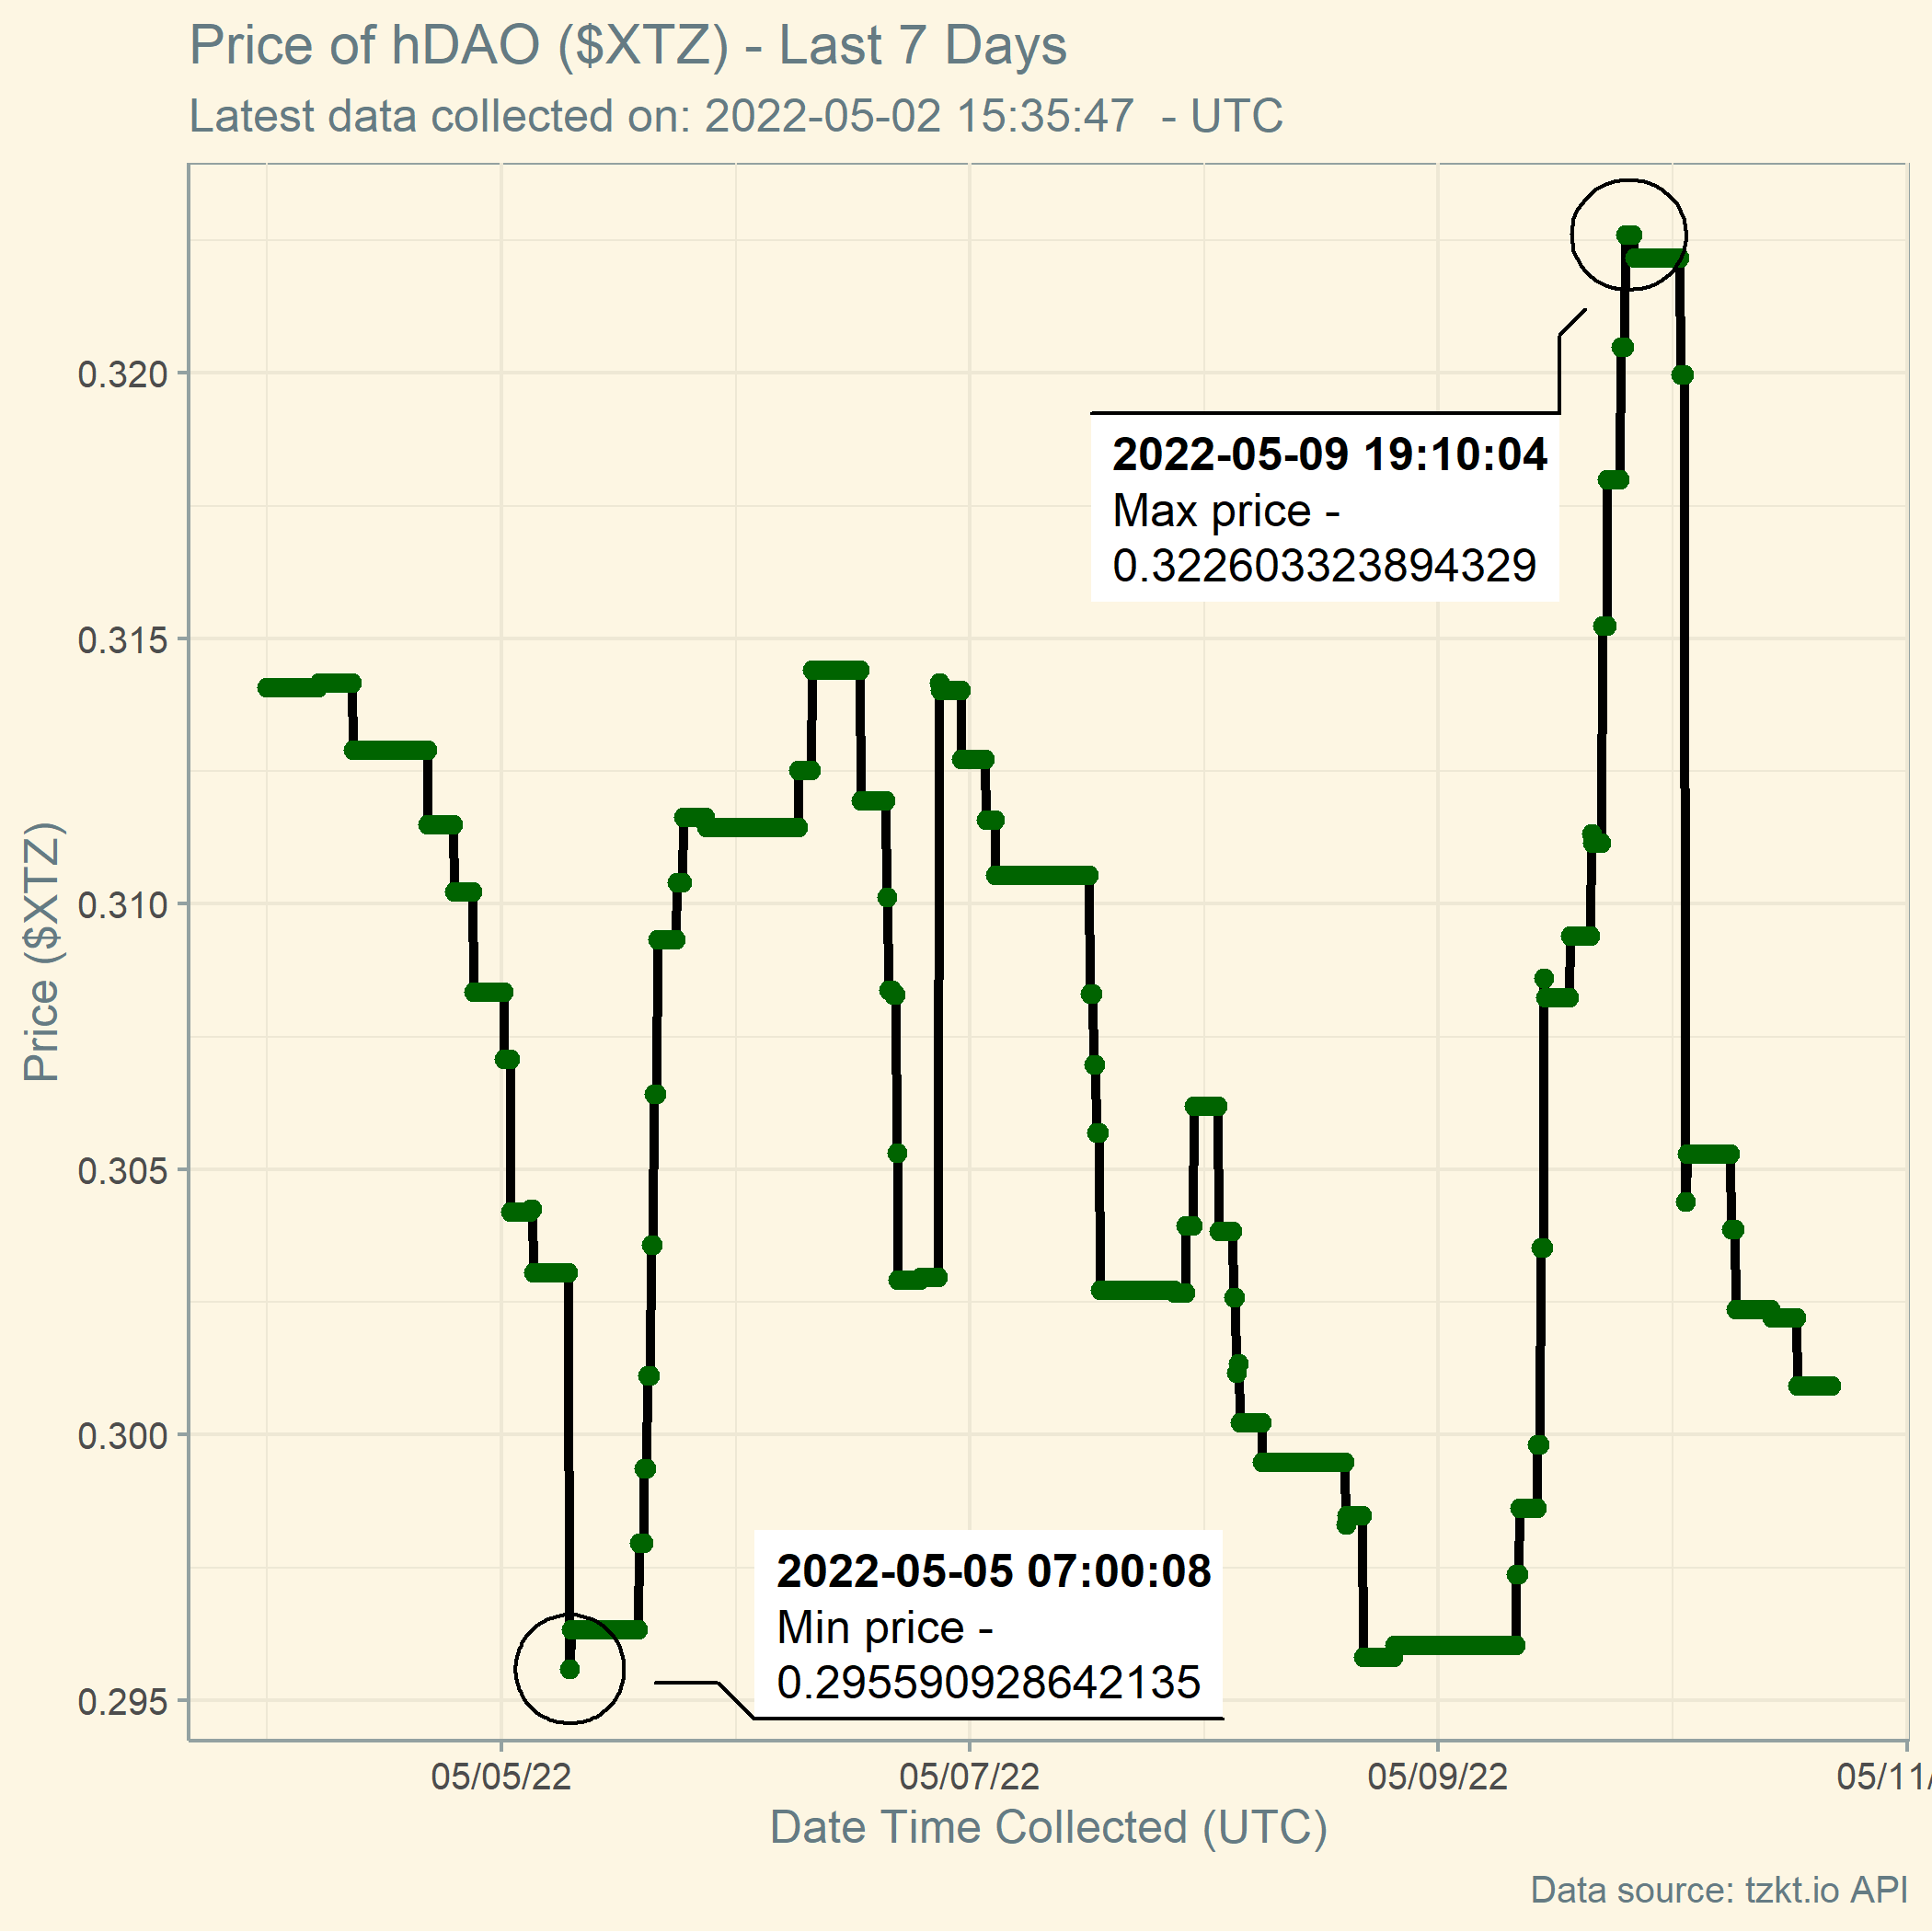 Price of hDAO ($XTZ) - Last 7 Days
Latest data collected on: 2022-05-02 15:35:47  - UTC
0.320
0.315
0.310
0.305
0.300
0.295
Price ($XTZ)
2022-05-09 19:10:04
Max price -
0.322603323894329
2022-05-05 07:00:08
Min price -
0.295590928642135
05/05/22
05/07/22
05/09/22
05/11/
Date Time Collected (UTC)
Data source: tzkt.io API